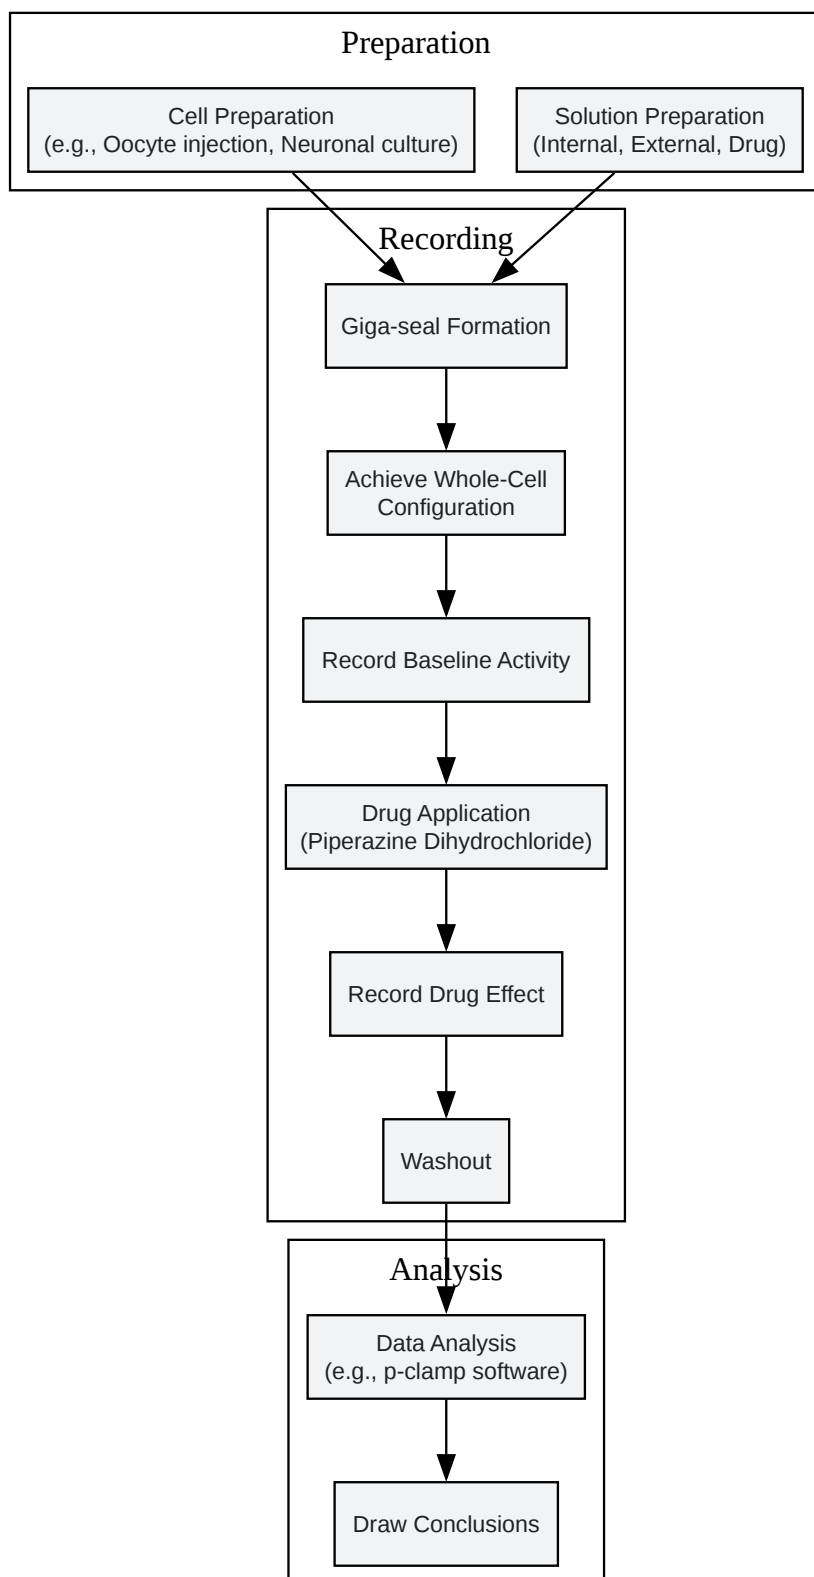 Preparation
Cell Preparation
(e.g., Oocyte injection, Neuronal culture)
Solution Preparation
(Internal, External, Drug)
Recording
Giga-seal Formation
Achieve Whole-Cell
Configuration
Record Baseline Activity
Drug Application
(Piperazine Dihydrochloride)
Record Drug Effect
Washout
Analysis
Data Analysis
(e.g., p-clamp software)
Draw Conclusions